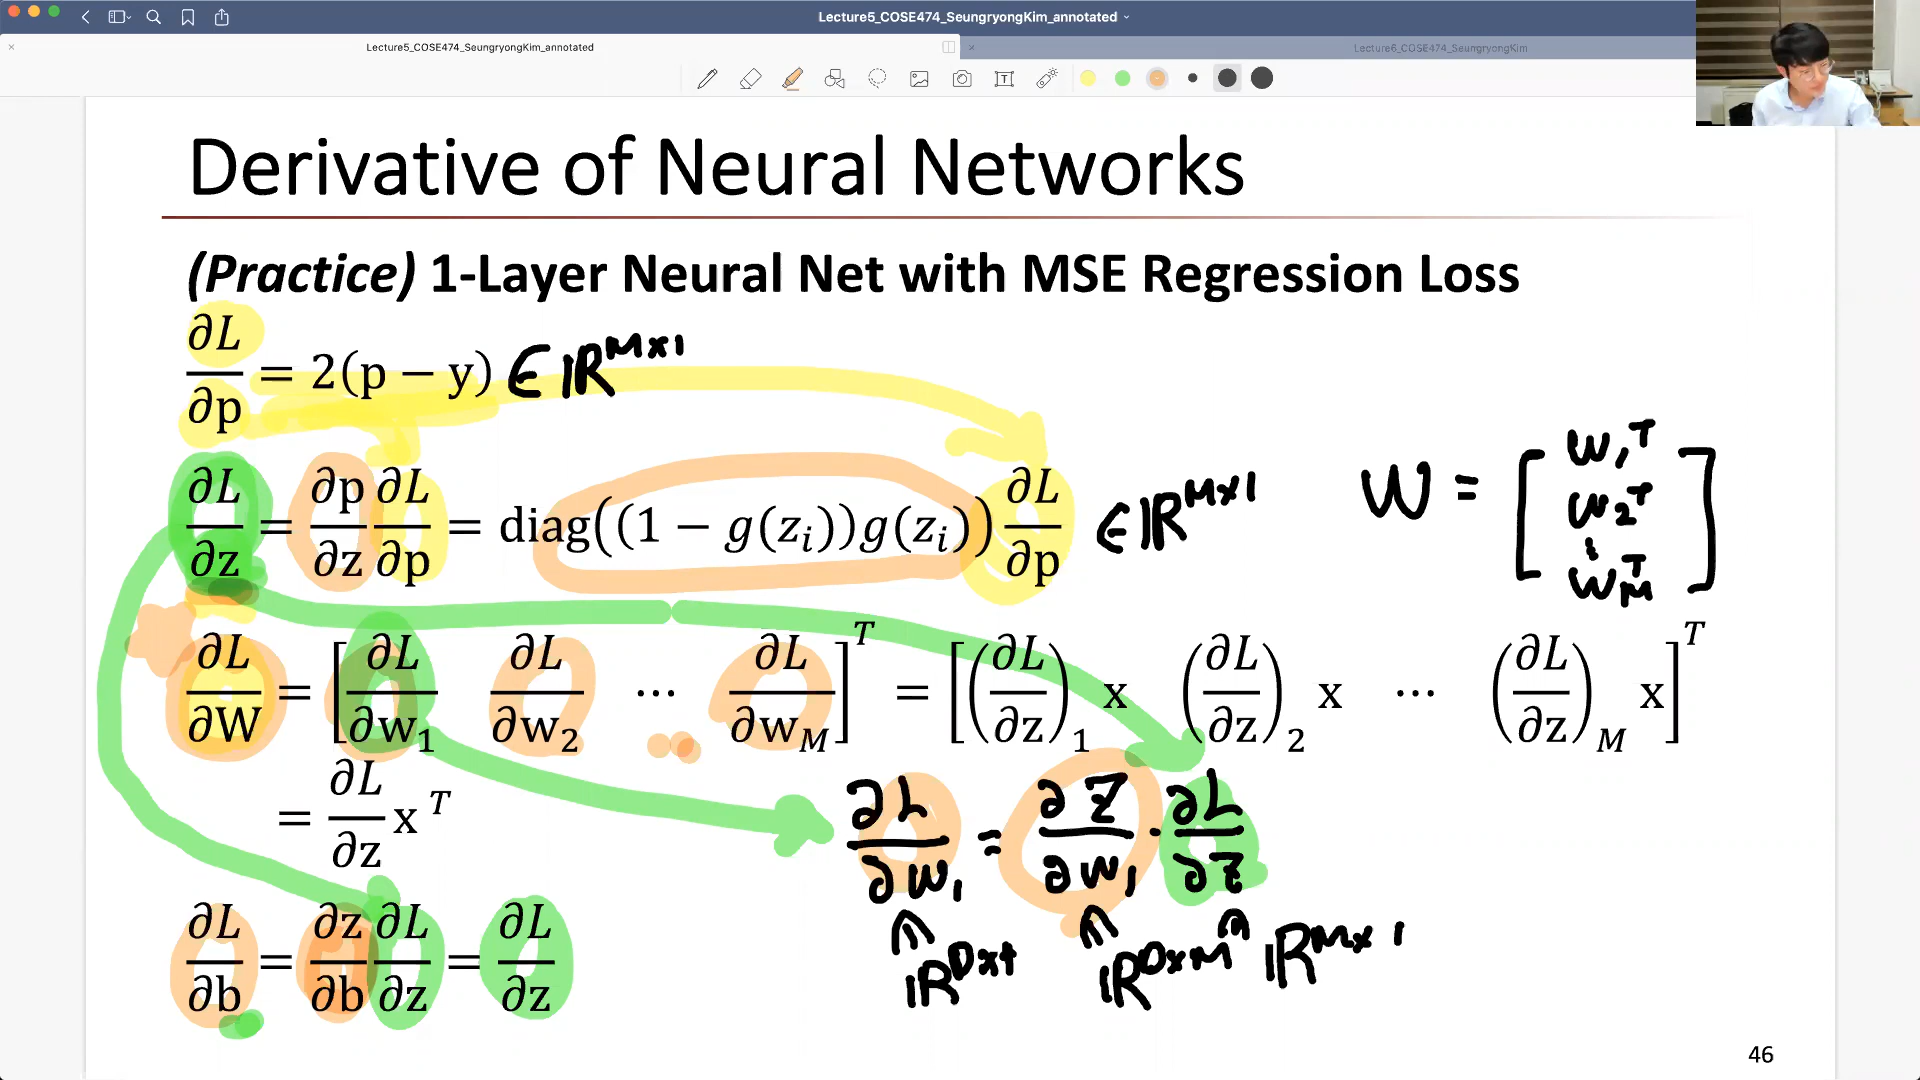 Lecture5_COSE474_SeungryongKim_annotated
Lecture5_COSE474_SeungryongKim_annotated
Lecture6_COSE474_SeungryongKim
Derivative of Neural Networks
(Practice) 1-Layer Neural Net with MSE Regression Loss
∂L/∂p = 2(p − y) ∈ ℝ^{M×1}
∂L/∂z = ∂p/∂z ∂L/∂p = diag((1 − g(z_i))g(z_i)) ∂L/∂p ∈ ℝ^{M×1}
W = [w_1^T w_2^T ⋮ w_M^T]
∂L/∂W = [∂L/∂w_1 ∂L/∂w_2 ⋯ ∂L/∂w_M]^T = [(∂L/∂z)_1 x (∂L/∂z)_2 x ⋯ (∂L/∂z)_M x]^T
= ∂L/∂z x^T
∂L/∂w_1 = ∂z/∂w_1 · ∂L/∂z
ℝ^{D×1} ℝ^{D×M} ℝ^{M×1}
∂L/∂b = ∂z/∂b ∂L/∂z = ∂L/∂z
46